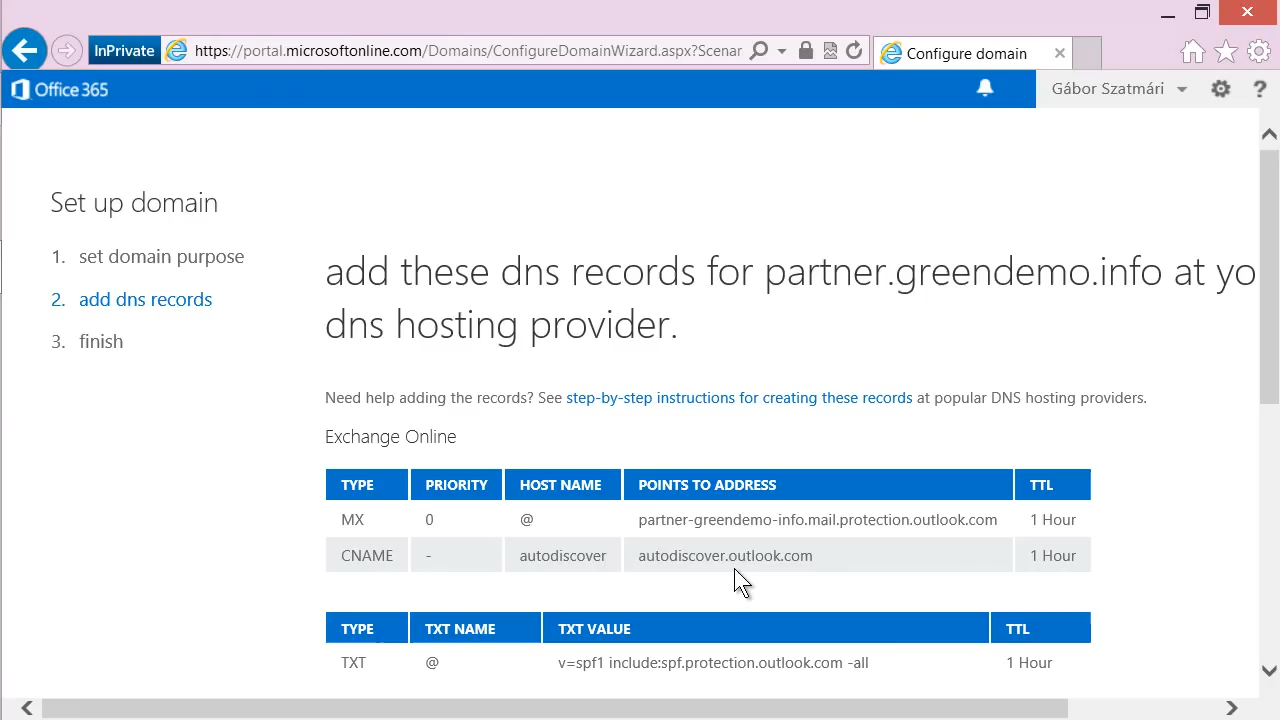 InPrivate https://portal.microsoftonline.com/Domains/ConfigureDomainWizard.aspx?Scenar Configure domain
Office 365 Gábor Szatmári ?
Set up domain
1. set domain purpose
2. add dns records
3. finish
add these dns records for partner.greendemo.info at yo
dns hosting provider.
Need help adding the records? See step-by-step instructions for creating these records at popular DNS hosting providers.
Exchange Online
TYPE PRIORITY HOST NAME POINTS TO ADDRESS TTL
MX 0 @ partner-greendemo-info.mail.protection.outlook.com 1 Hour
CNAME - autodiscover autodiscover.outlook.com 1 Hour
TYPE TXT NAME TXT VALUE TTL
TXT @ v=spf1 include:spf.protection.outlook.com -all 1 Hour